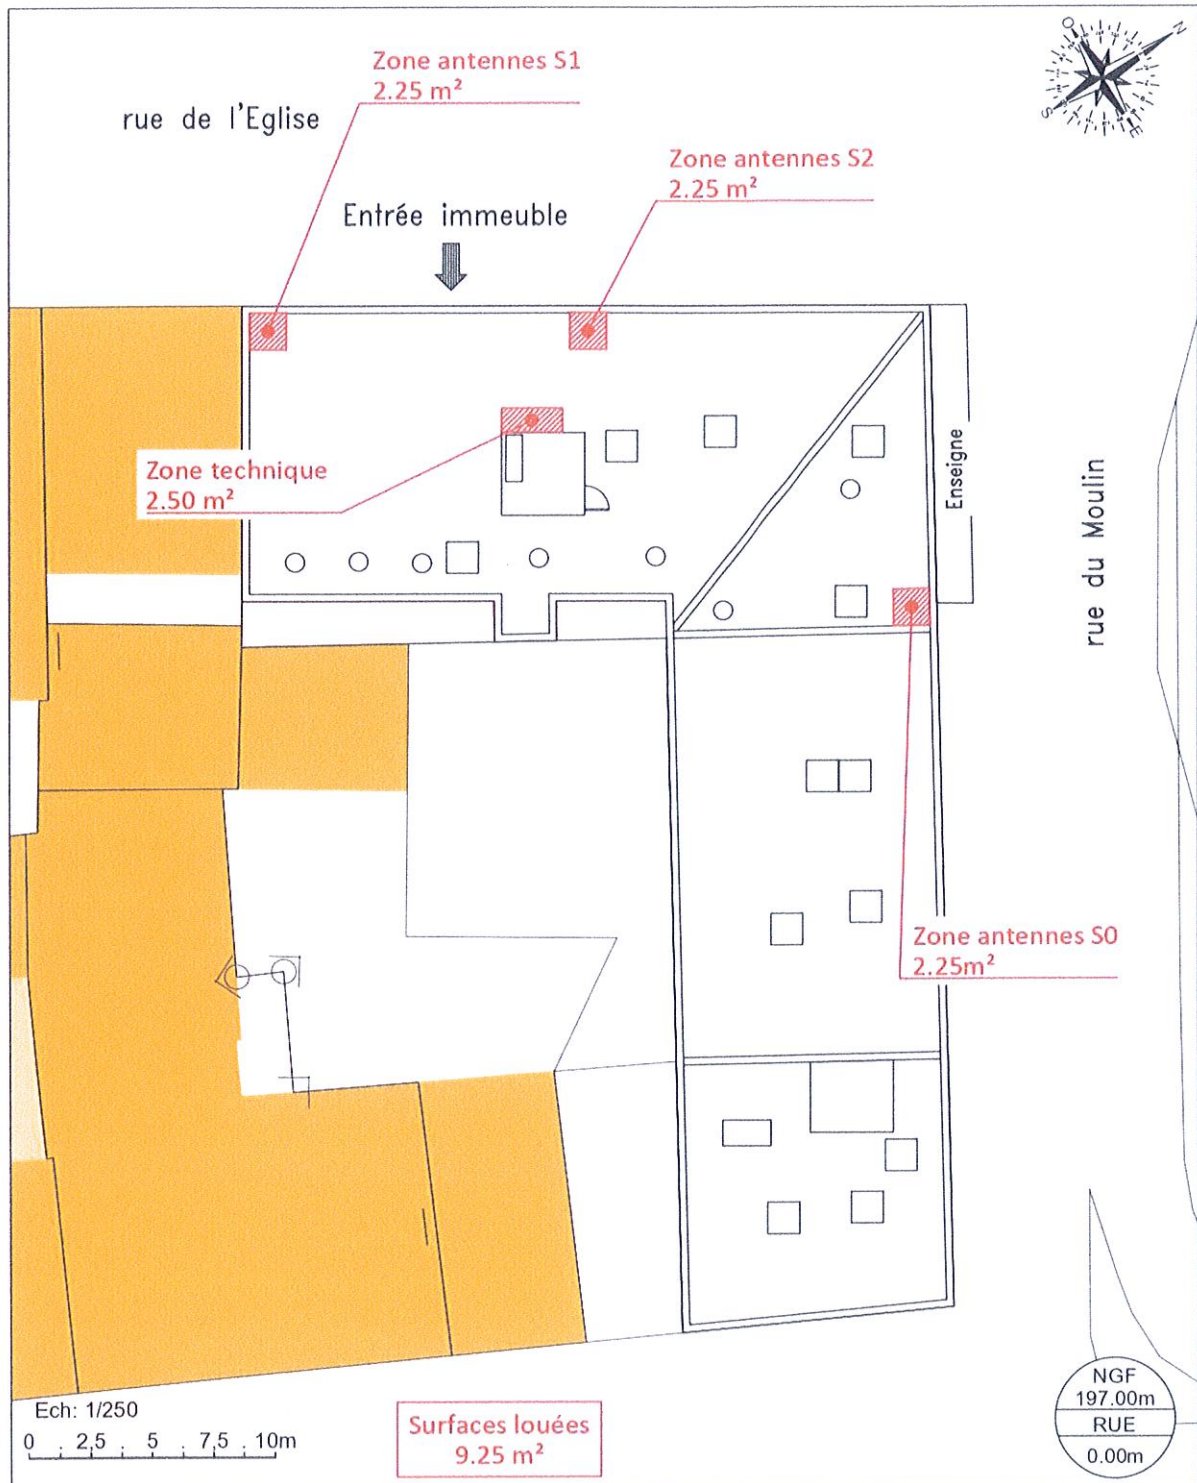 Zone antennes S1
2.25 m²
rue de l'Eglise
O
N
S
E
Zone antennes S2
2.25 m²
Entrée immeuble
Zone technique
2.50 m²
Enseigne
rue du Moulin
Zone antennes S0
2.25m²
Ech: 1/250
0 2,5 5 7,5 10m
Surfaces louées
9.25 m²
NGF
197.00m
RUE
0.00m